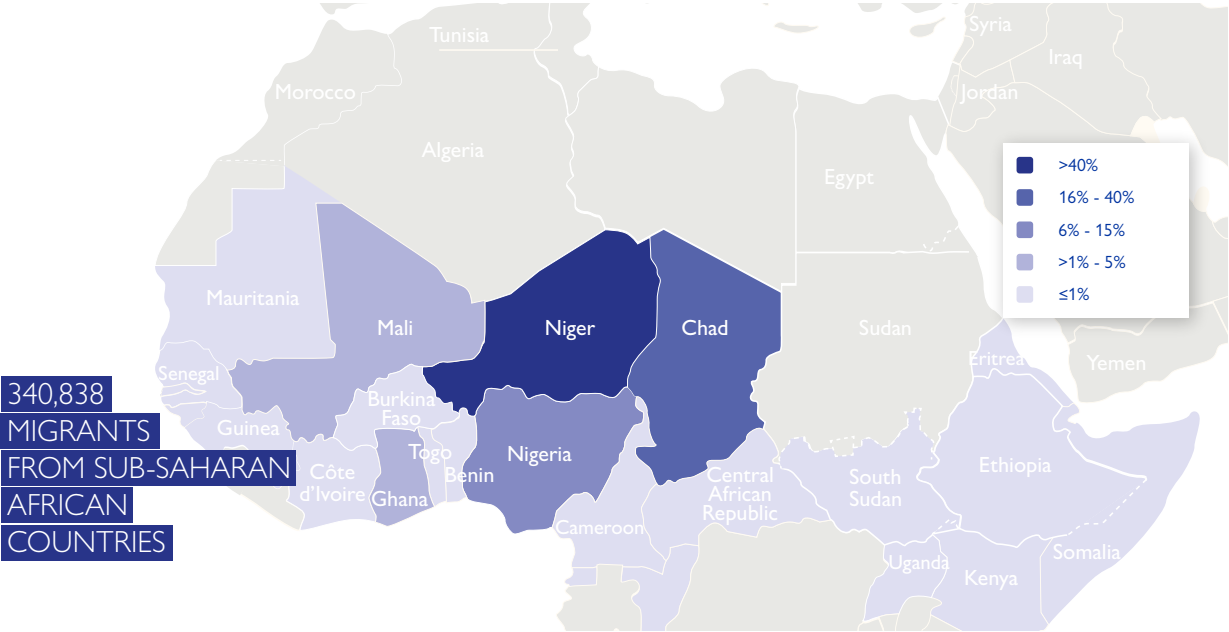 Tunisia
Syria
Iraq
Morocco
Jordan
Algeria
Egypt
>40%
16% - 40%
6% - 15%
>1% - 5%
≤1%
Mauritania
Mali
Niger
Chad
Sudan
Eritrea
Yemen
Senegal
Burkina
Faso
Guinea
Togo
Nigeria
Benin
Côte
d'Ivoire
Ghana
Central
African
Republic
South
Sudan
Ethiopia
Cameroon
Uganda
Kenya
Somalia
340,838
MIGRANTS
FROM SUB-SAHARAN
AFRICAN
COUNTRIES